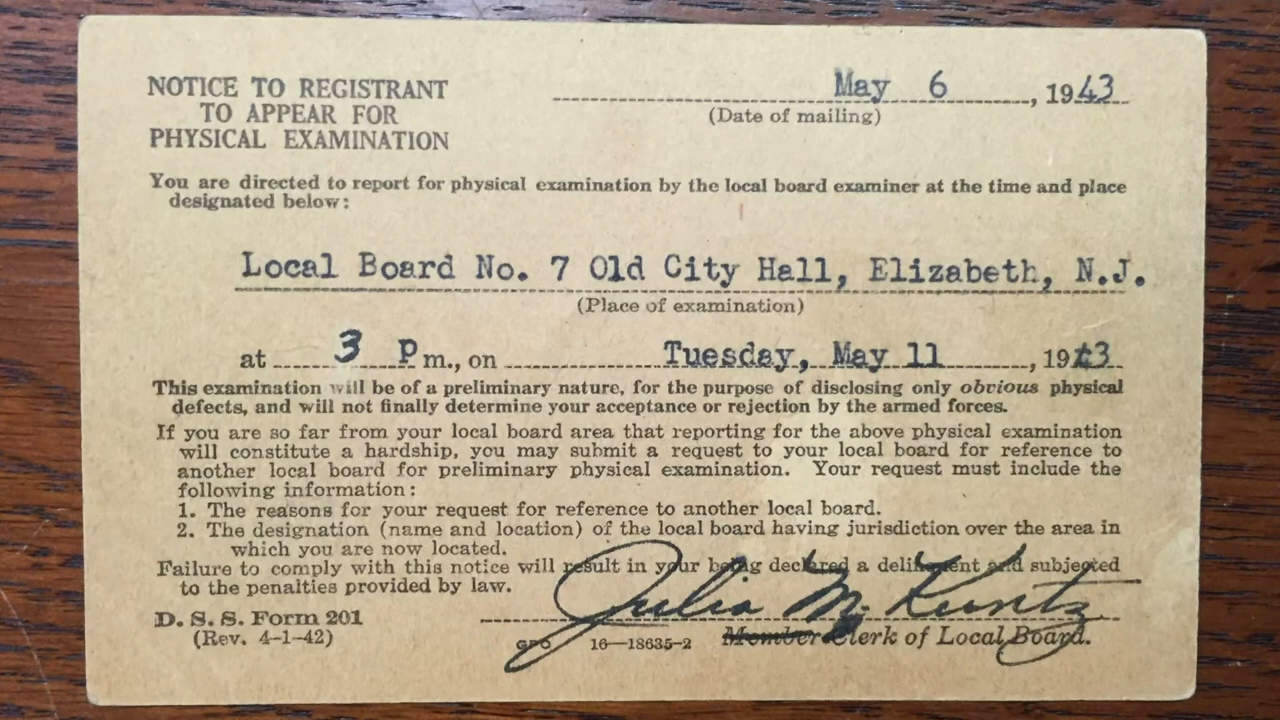 NOTICE TO REGISTRANT
TO APPEAR FOR
PHYSICAL EXAMINATION
May 6, 1943
(Date of mailing)
You are directed to report for physical examination by the local board examiner at the time and place
designated below:
Local Board No. 7 Old City Hall, Elizabeth, N.J.
(Place of examination)
at 3 P m., on Tuesday, May 11, 1943
This examination will be of a preliminary nature, for the purpose of disclosing only obvious physical
defects, and will not finally determine your acceptance or rejection by the armed forces.
If you are so far from your local board area that reporting for the above physical examination
will constitute a hardship, you may submit a request to your local board for reference to
another local board for preliminary physical examination. Your request must include the
following information:
1. The reasons for your request for reference to another local board.
2. The designation (name and location) of the local board having jurisdiction over the area in
which you are now located.
Failure to comply with this notice will result in your being declared a delinquent and subjected
to the penalties provided by law.
Julia M. Kuntz
D. S. S. Form 201
(Rev. 4-1-42)
GPO 16—18635-2 Member Clerk of Local Board.